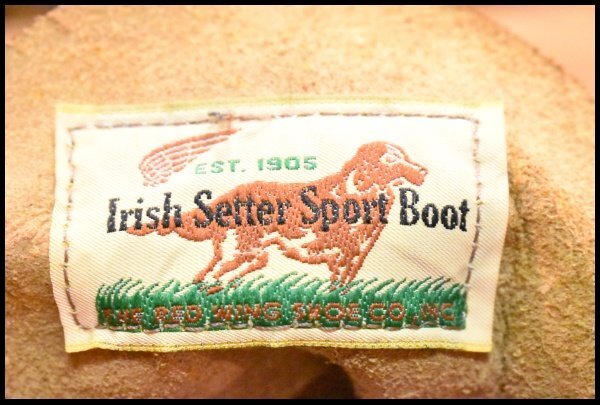 EST. 1905
Irish Setter Sport Boot
THE RED WING SHOE CO. INC.